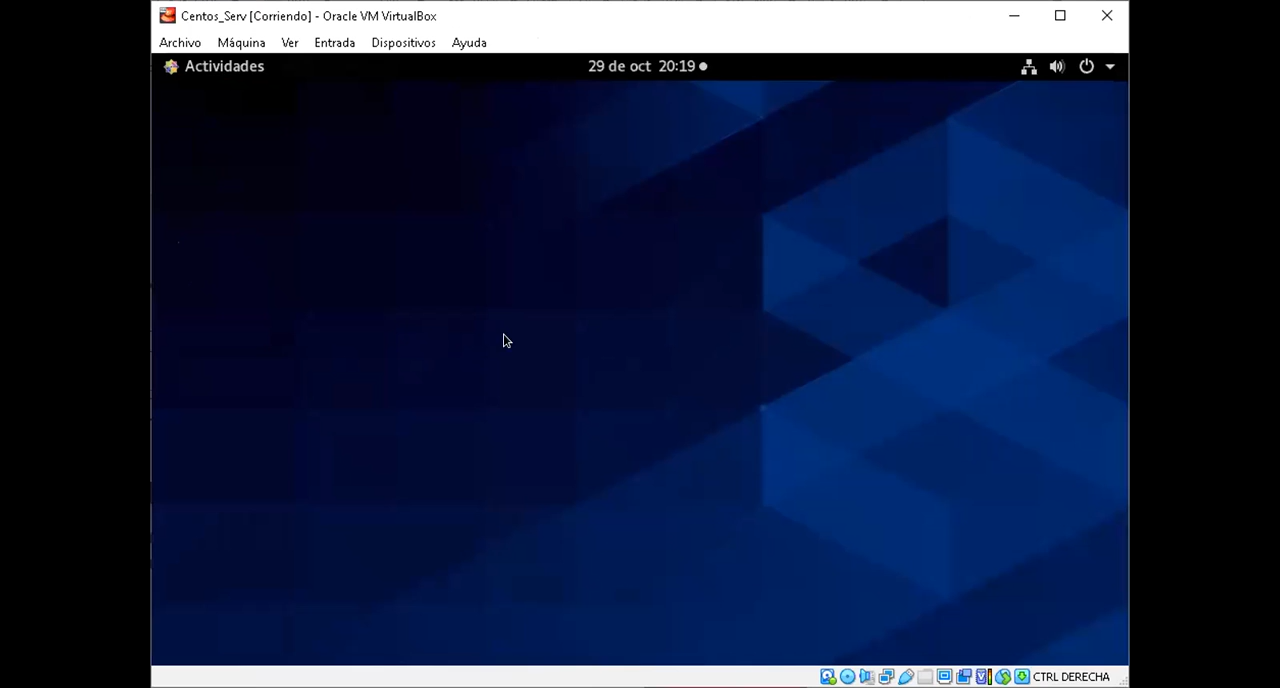 Centos_Serv [Corriendo] - Oracle VM VirtualBox
Archivo Máquina Ver Entrada Dispositivos Ayuda
Actividades 29 de oct 20:19
CTRL DERECHA